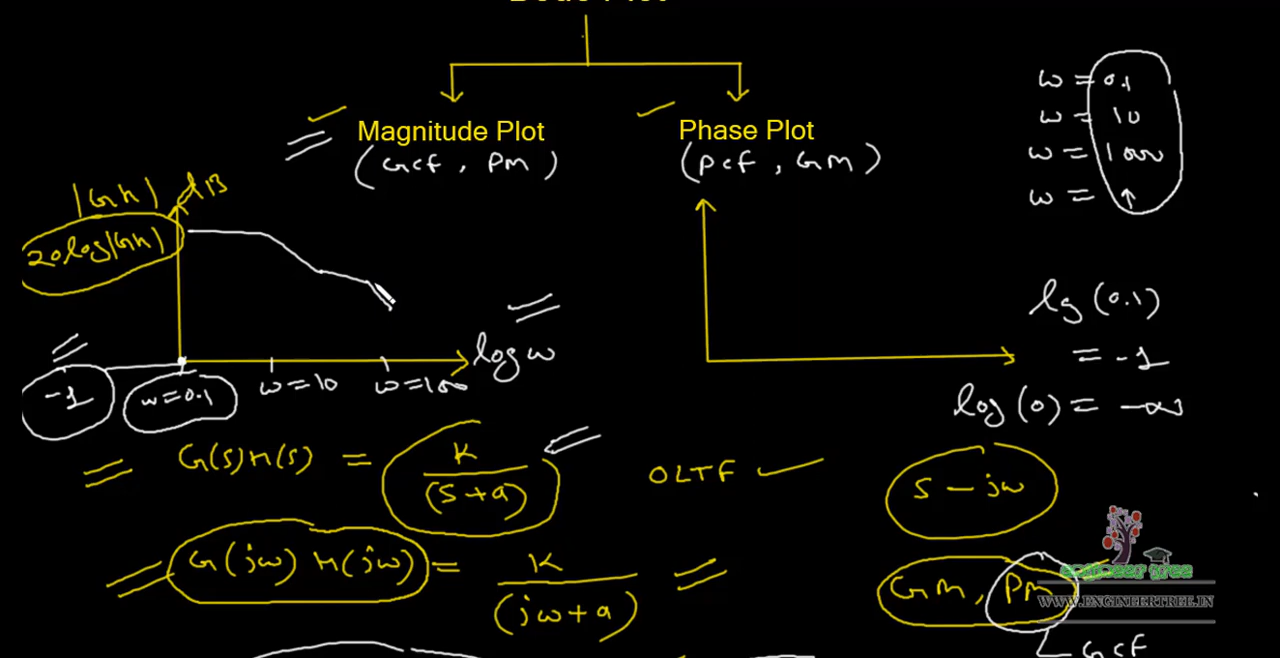 Bode Plot
Magnitude Plot
(Gcf, PM)
Phase Plot
(Pcf, GM)
w = 0.1
w = 10
w = 1000
w = ↑
|GH| dB
20log|GH|
log w
-1
w=0.1
w=10
w=100
log (0.1)
= -1
log (0) = -∞
G(s)H(s) = K
(s+a)
OLTF
s - jw
G(jw) H(jw) = K
(jw+a)
GM, PM
WWW.ENGINEERTREE.IN
GCF